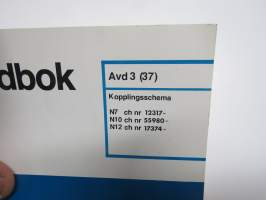 dbok
Avd 3 (37)
Kopplingsschema
N7 ch nr 12317-
N10 ch nr 55980-
N12 ch nr 17374-